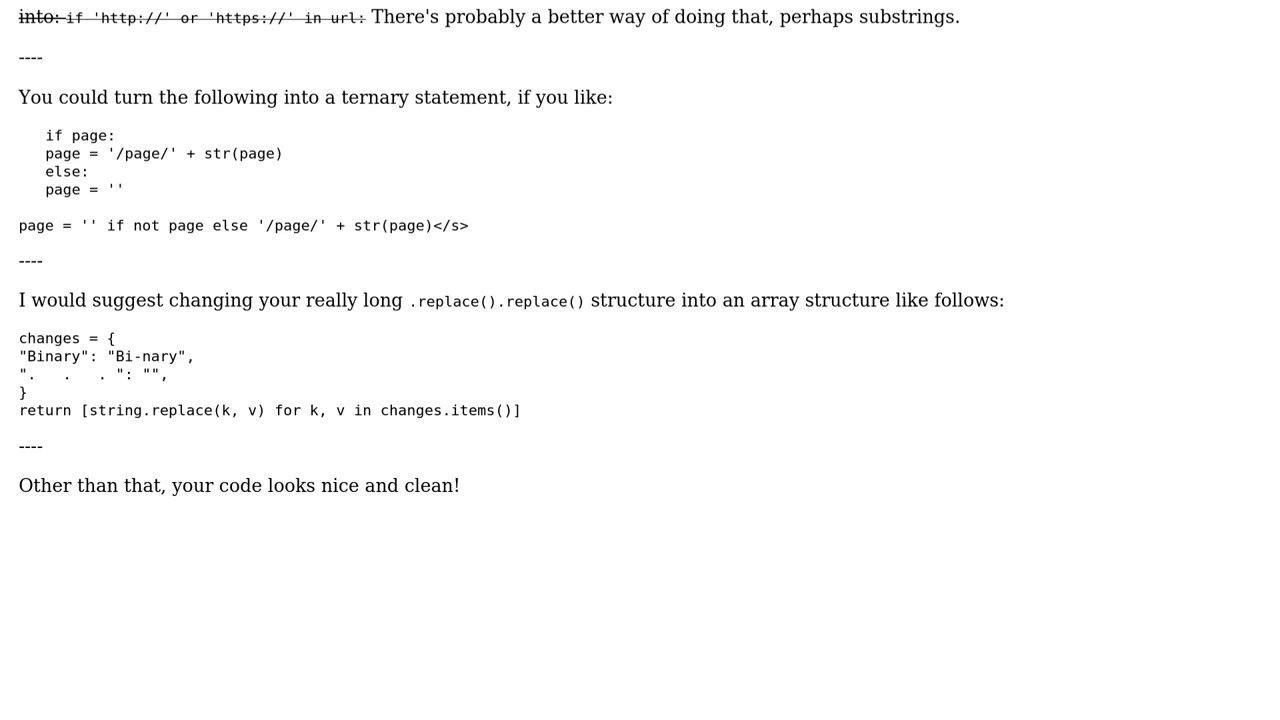 into: if 'http://' or 'https://' in url: There's probably a better way of doing that, perhaps substrings.
----
You could turn the following into a ternary statement, if you like:
if page:
page = '/page/' + str(page)
else:
page = ''
page = '' if not page else '/page/' + str(page)</s>
----
I would suggest changing your really long .replace().replace() structure into an array structure like follows:
changes = {
"Binary": "Bi-nary",
".   .   . ": "",
}
return [string.replace(k, v) for k, v in changes.items()]
----
Other than that, your code looks nice and clean!